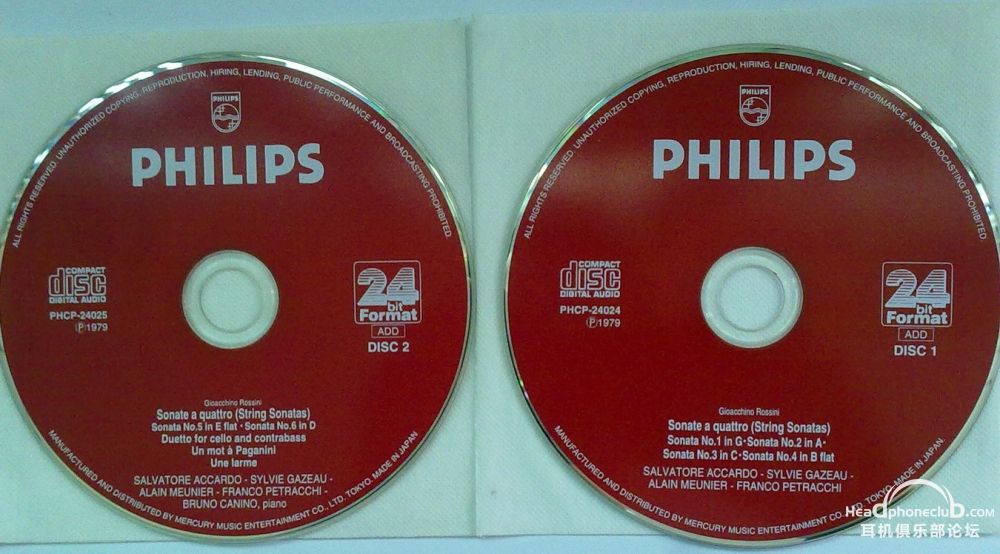 ALL RIGHTS RESERVED. UNAUTHORIZED COPYING, REPRODUCTION, HIRING, LENDING, PUBLIC PERFORMANCE AND BROADCASTING PROHIBITED
PHILIPS
PHILIPS
COMPACT
disc
DIGITAL AUDIO
PHCP-24025
Ⓟ1979
24
bit
Format
ADD
DISC 2
Gioacchino Rossini
Sonate a quattro (String Sonatas)
Sonata No.5 in E flat・Sonata No.6 in D
Duetto for cello and contrabass
Un mot à Paganini
Une larme
SALVATORE ACCARDO - SYLVIE GAZEAU -
ALAIN MEUNIER - FRANCO PETRACCHI -
BRUNO CANINO, piano
MANUFACTURED AND DISTRIBUTED BY MERCURY MUSIC ENTERTAINMENT CO., LTD. TOKYO. MADE IN JAPAN
ALL RIGHTS RESERVED. UNAUTHORIZED COPYING, REPRODUCTION, HIRING, LENDING, PUBLIC PERFORMANCE AND BROADCASTING PROHIBITED
PHILIPS
PHILIPS
COMPACT
disc
DIGITAL AUDIO
PHCP-24024
Ⓟ1979
24
bit
Format
ADD
DISC 1
Gioacchino Rossini
Sonate a quattro (String Sonatas)
Sonata No.1 in G・Sonata No.2 in A・
Sonata No.3 in C・Sonata No.4 in B flat
SALVATORE ACCARDO - SYLVIE GAZEAU -
ALAIN MEUNIER - FRANCO PETRACCHI
MANUFACTURED AND DISTRIBUTED BY MERCURY MUSIC ENTERTAINMENT CO., LTD. TOKYO. MADE IN JAPAN.
Headphoneclub.com
耳机俱乐部论坛